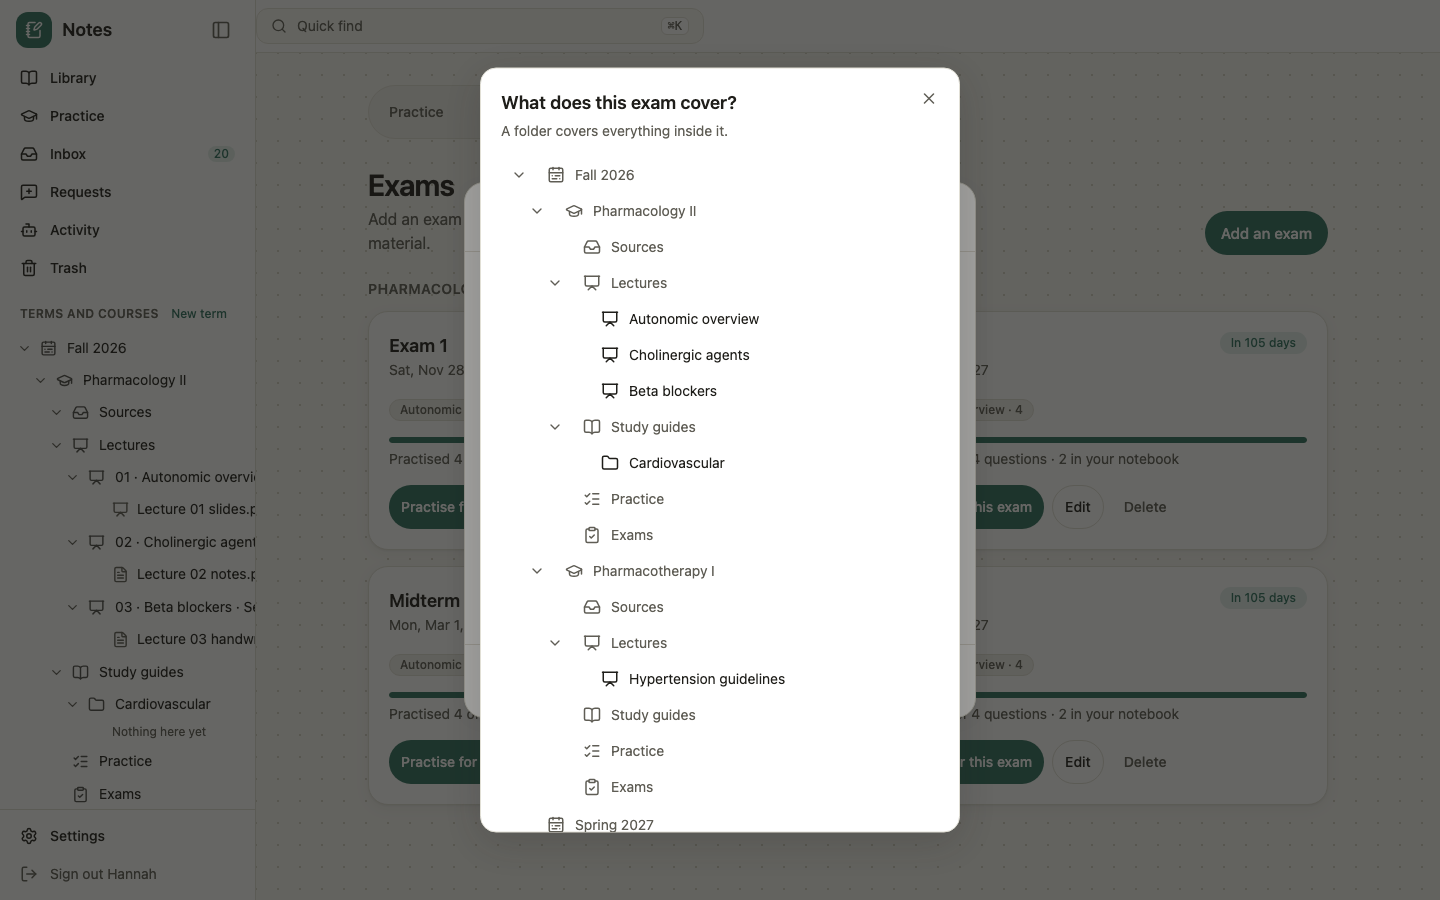 Notes
Quick find
⌘K
Library
Practice
Inbox
20
Requests
Activity
Trash
TERMS AND COURSES
New term
Fall 2026
Pharmacology II
Sources
Lectures
01 · Autonomic
Lecture 01 slides
02 · Cholinergic
Lecture 02 notes
03 · Beta blockers ·
Lecture 03
Study guides
Cardiovascular
Nothing here yet
Practice
Exams
Settings
Sign out Hannah
Practice
Exams
Add an exam
material.
Add an exam
Exam 1
Sat, Nov 28
27
In 105 days
Autonomic
· 4
Practised 4
4 questions · 2 in your notebook
Practise
this exam
Edit
Delete
Midterm
Mon, Mar 1,
27
In 105 days
Autonomic
· 4
Practised 4
4 questions · 2 in your notebook
Practise for
this exam
Edit
Delete
What does this exam cover?
A folder covers everything inside it.
Fall 2026
Pharmacology II
Sources
Lectures
Autonomic overview
Cholinergic agents
Beta blockers
Study guides
Cardiovascular
Practice
Exams
Pharmacotherapy I
Sources
Lectures
Hypertension guidelines
Study guides
Practice
Exams
Spring 2027